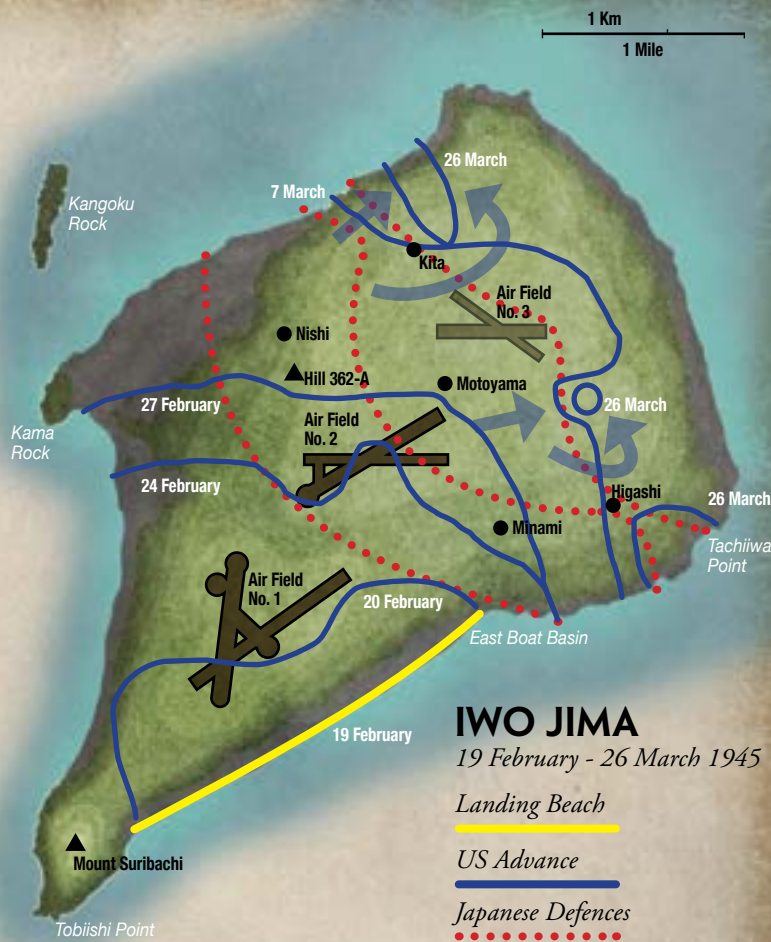 1 Km
1 Mile
26 March
7 March
Kangoku
Rock
Kita
Air Field
No. 3
Nishi
Hill 362-A
Motoyama
27 February
26 March
Air Field
No. 2
Kama
Rock
24 February
Higashi
26 March
Minami
Tachiiwa
Point
Air Field
No. 1
20 February
East Boat Basin
19 February
IWO JIMA
19 February - 26 March 1945
Landing Beach
US Advance
Japanese Defences
Mount Suribachi
Tobiishi Point